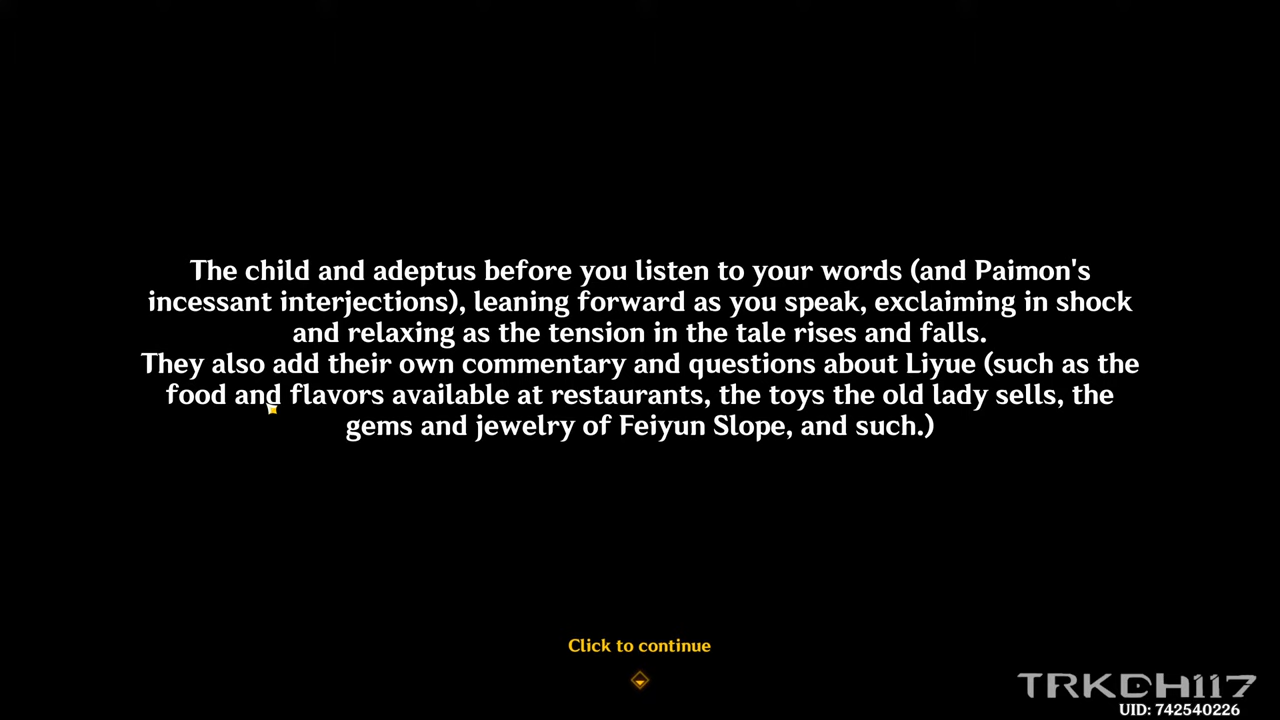 The child and adeptus before you listen to your words (and Paimon's
incessant interjections), leaning forward as you speak, exclaiming in shock
and relaxing as the tension in the tale rises and falls.
They also add their own commentary and questions about Liyue (such as the
food and flavors available at restaurants, the toys the old lady sells, the
gems and jewelry of Feiyun Slope, and such.)
Click to continue
TRKCH117
UID: 742540226